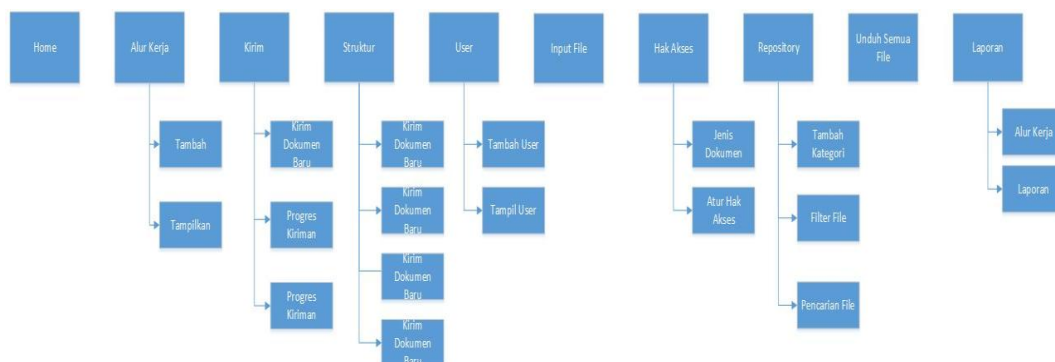 Home
Alur Kerja
Kirim
Struktur
User
Input File
Hak Akses
Repository
Unduh Semua
File
Laporan
Tambah
Tampilkan
Kirim
Dokumen
Baru
Progres
Kiriman
Progres
Kiriman
Kirim
Dokumen
Baru
Kirim
Dokumen
Baru
Kirim
Dokumen
Baru
Kirim
Dokumen
Baru
Tambah User
Tampil User
Jenis
Dokumen
Atur Hak
Akses
Tambah
Kategori
Filter File
Pencarian File
Alur Kerja
Laporan